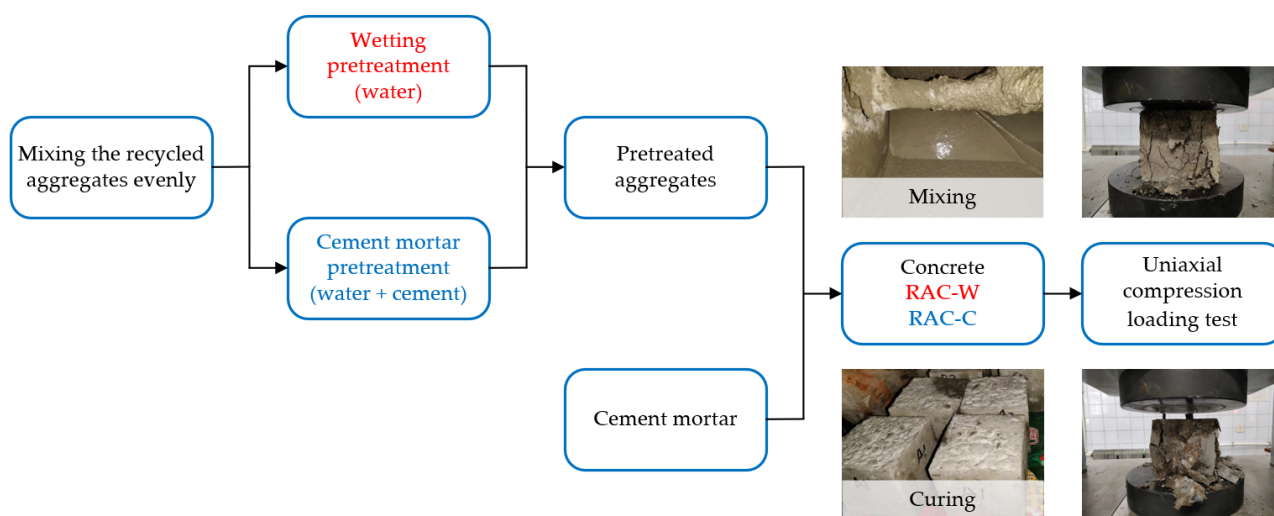 Mixing the recycled
aggregates evenly
Wetting
pretreatment
(water)
Cement mortar
pretreatment
(water + cement)
Pretreated
aggregates
Cement mortar
Mixing
Concrete
RAC-W
RAC-C
Curing
Uniaxial
compression
loading test